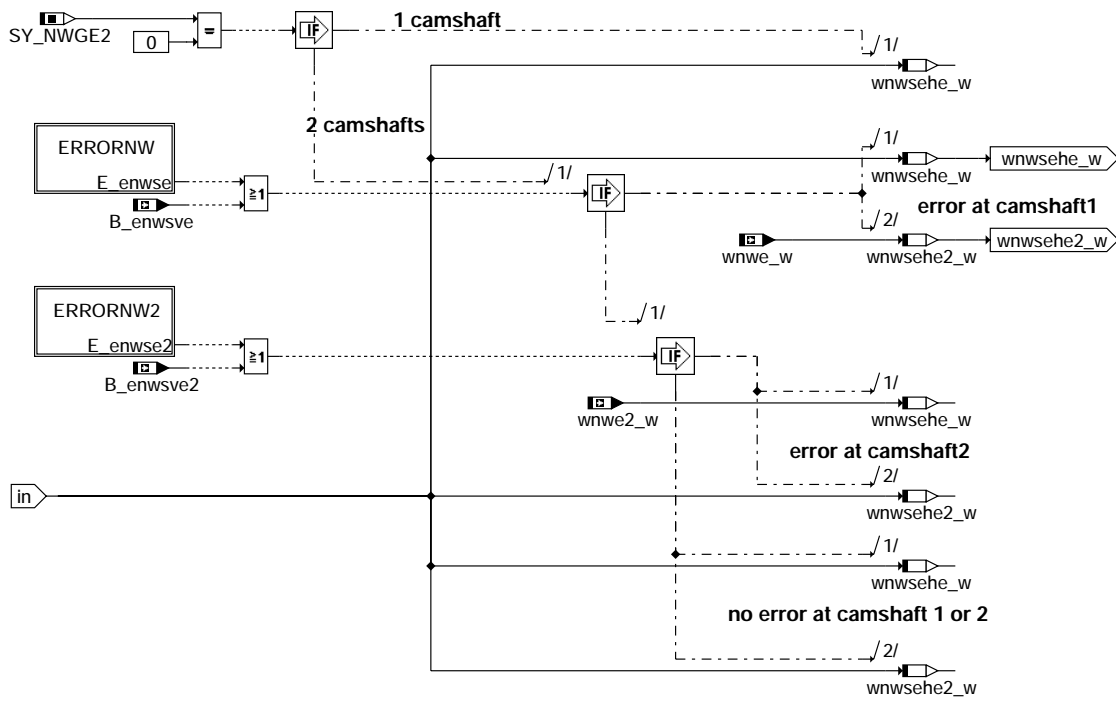 1 camshaft
SY_NWGE2
=
IF
/1/
0
wnwsehe_w
2 camshafts
ERRORNW
/1/
wnwsehe_w
E_enwse
≥1
/1/
IF
wnwsehe_w
B_enwsve
error at camshaft1
/2/
wnwe_w
wnwsehe2_w
wnwsehe2_w
ERRORNW2
/1/
E_enwse2
≥1
IF
B_enwsve2
/1/
wnwe2_w
wnwsehe_w
error at camshaft2
/2/
in
wnwsehe2_w
/1/
wnwsehe_w
no error at camshaft 1 or 2
/2/
wnwsehe2_w